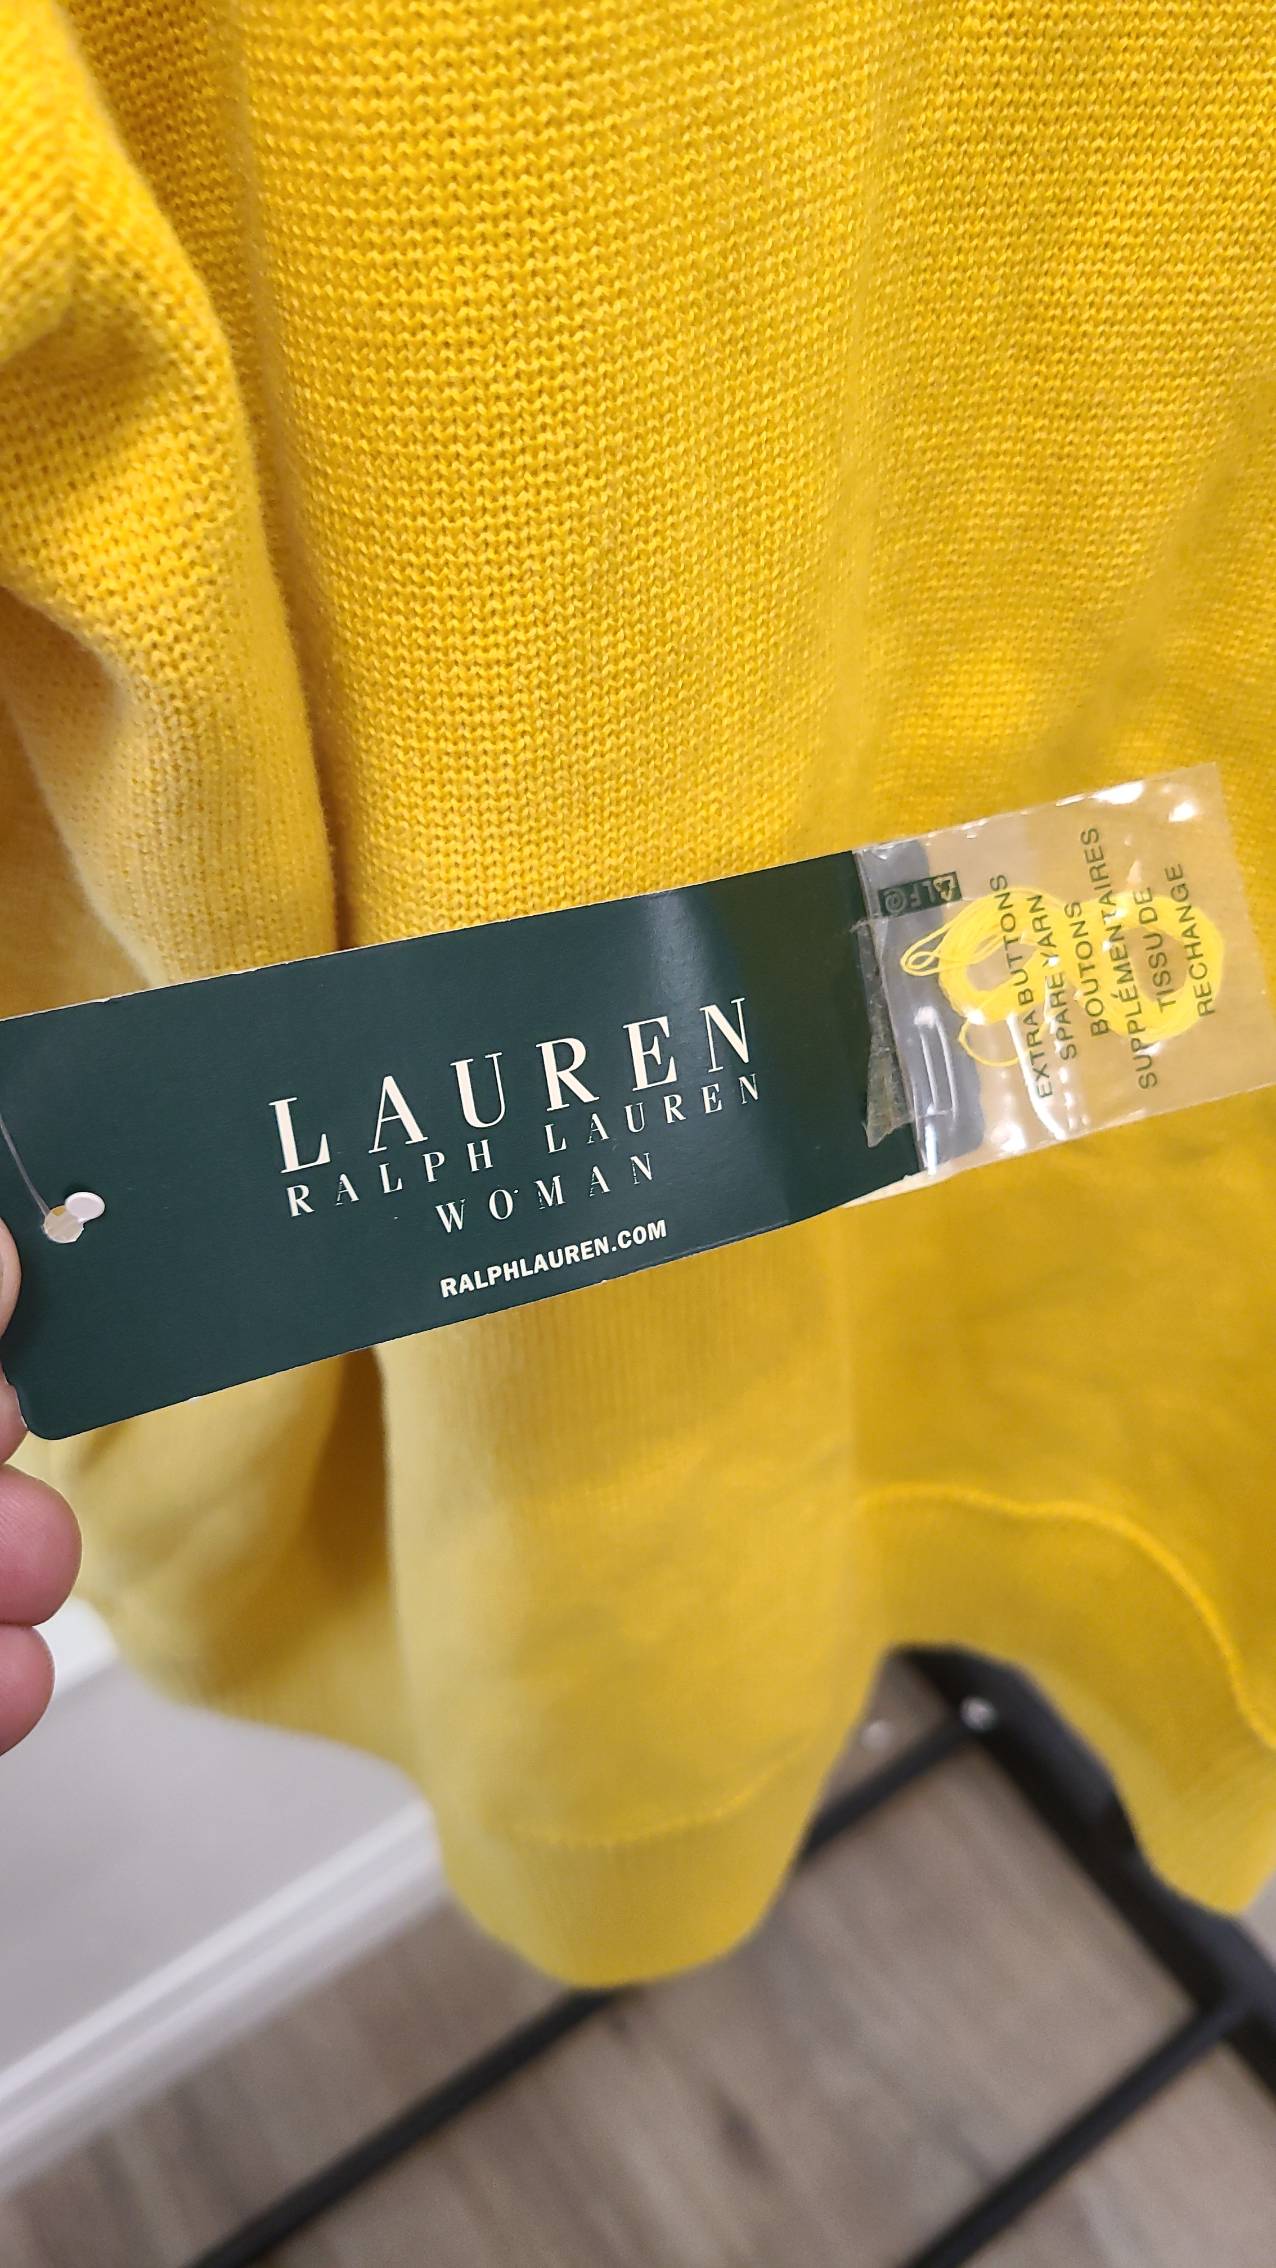 LAUREN
RALPH LAUREN
WOMAN
RALPHLAUREN.COM
EXTRA BUTTONS
SPARE YARN
BOUTONS
SUPPLÉMENTAIRES
TISSU DE
RECHANGE